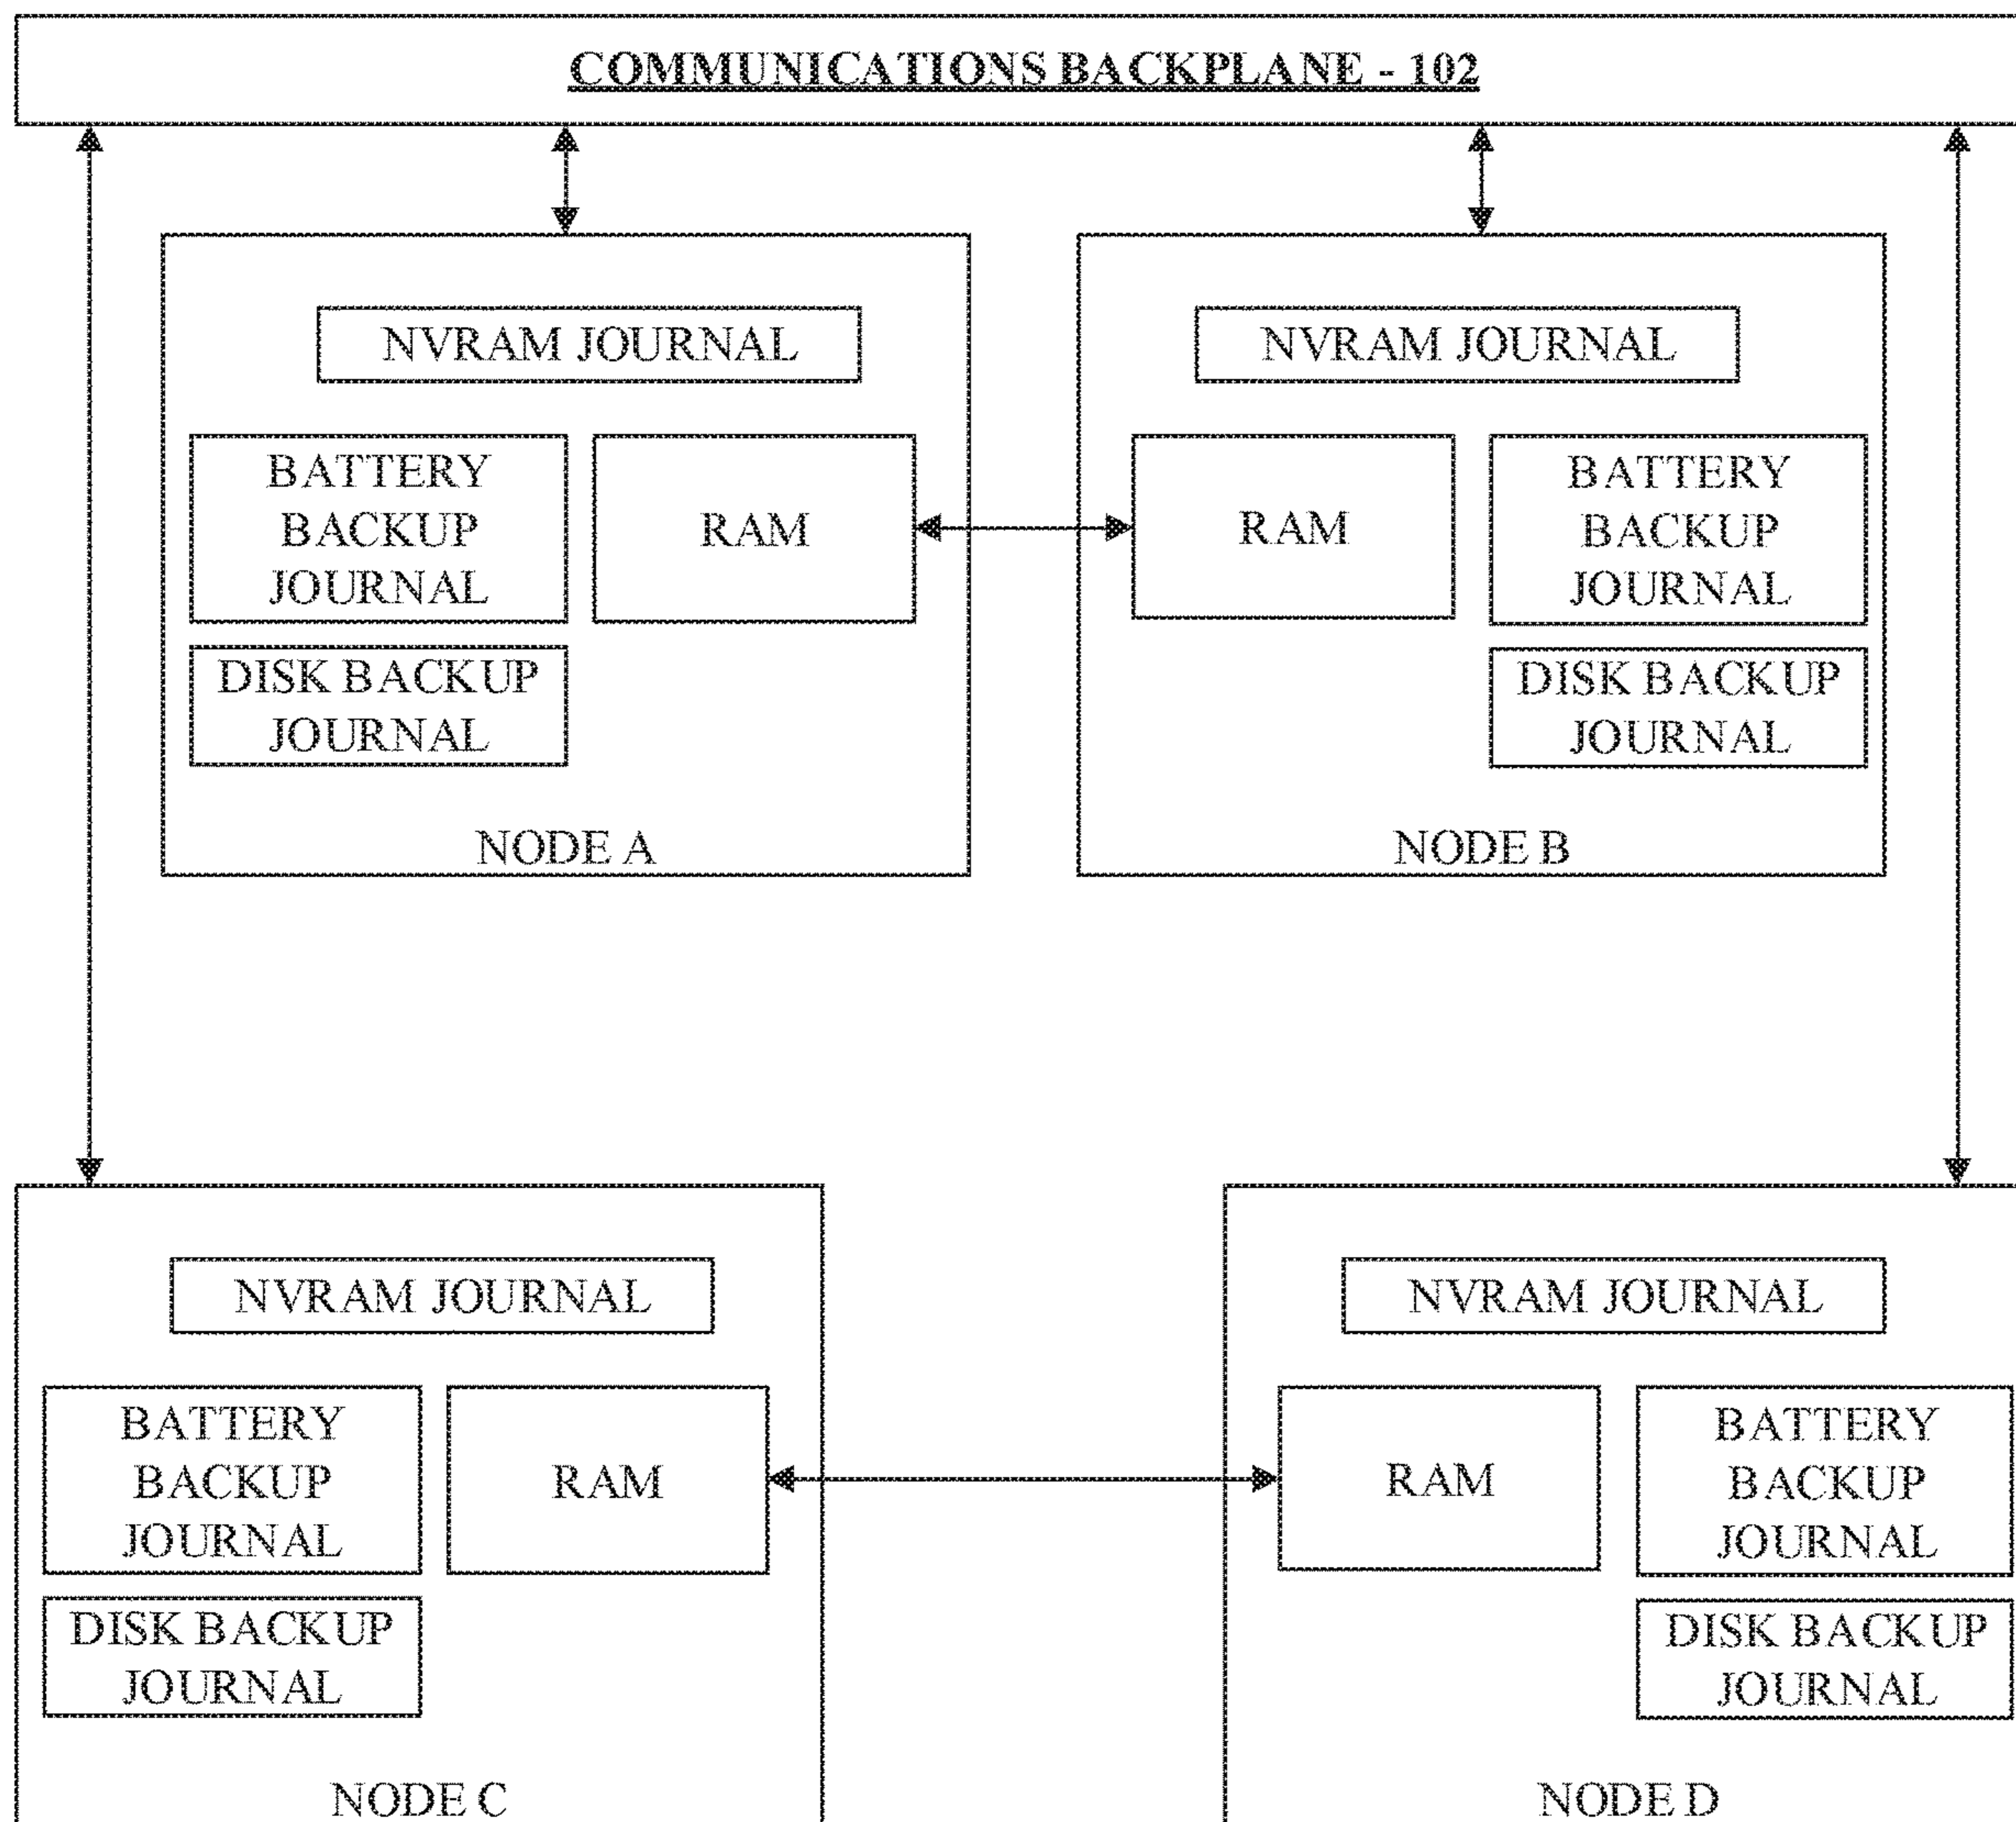 COMMUNICATIONS BACKPLANE - 102
NVRAM JOURNAL
BATTERY
BACKUP
JOURNAL
RAM
DISK BACKUP
JOURNAL
NODE A
NVRAM JOURNAL
RAM
BATTERY
BACKUP
JOURNAL
DISK BACKUP
JOURNAL
NODE B
NVRAM JOURNAL
BATTERY
BACKUP
JOURNAL
RAM
DISK BACKUP
JOURNAL
NODE C
NVRAM JOURNAL
RAM
BATTERY
BACKUP
JOURNAL
DISK BACKUP
JOURNAL
NODE D